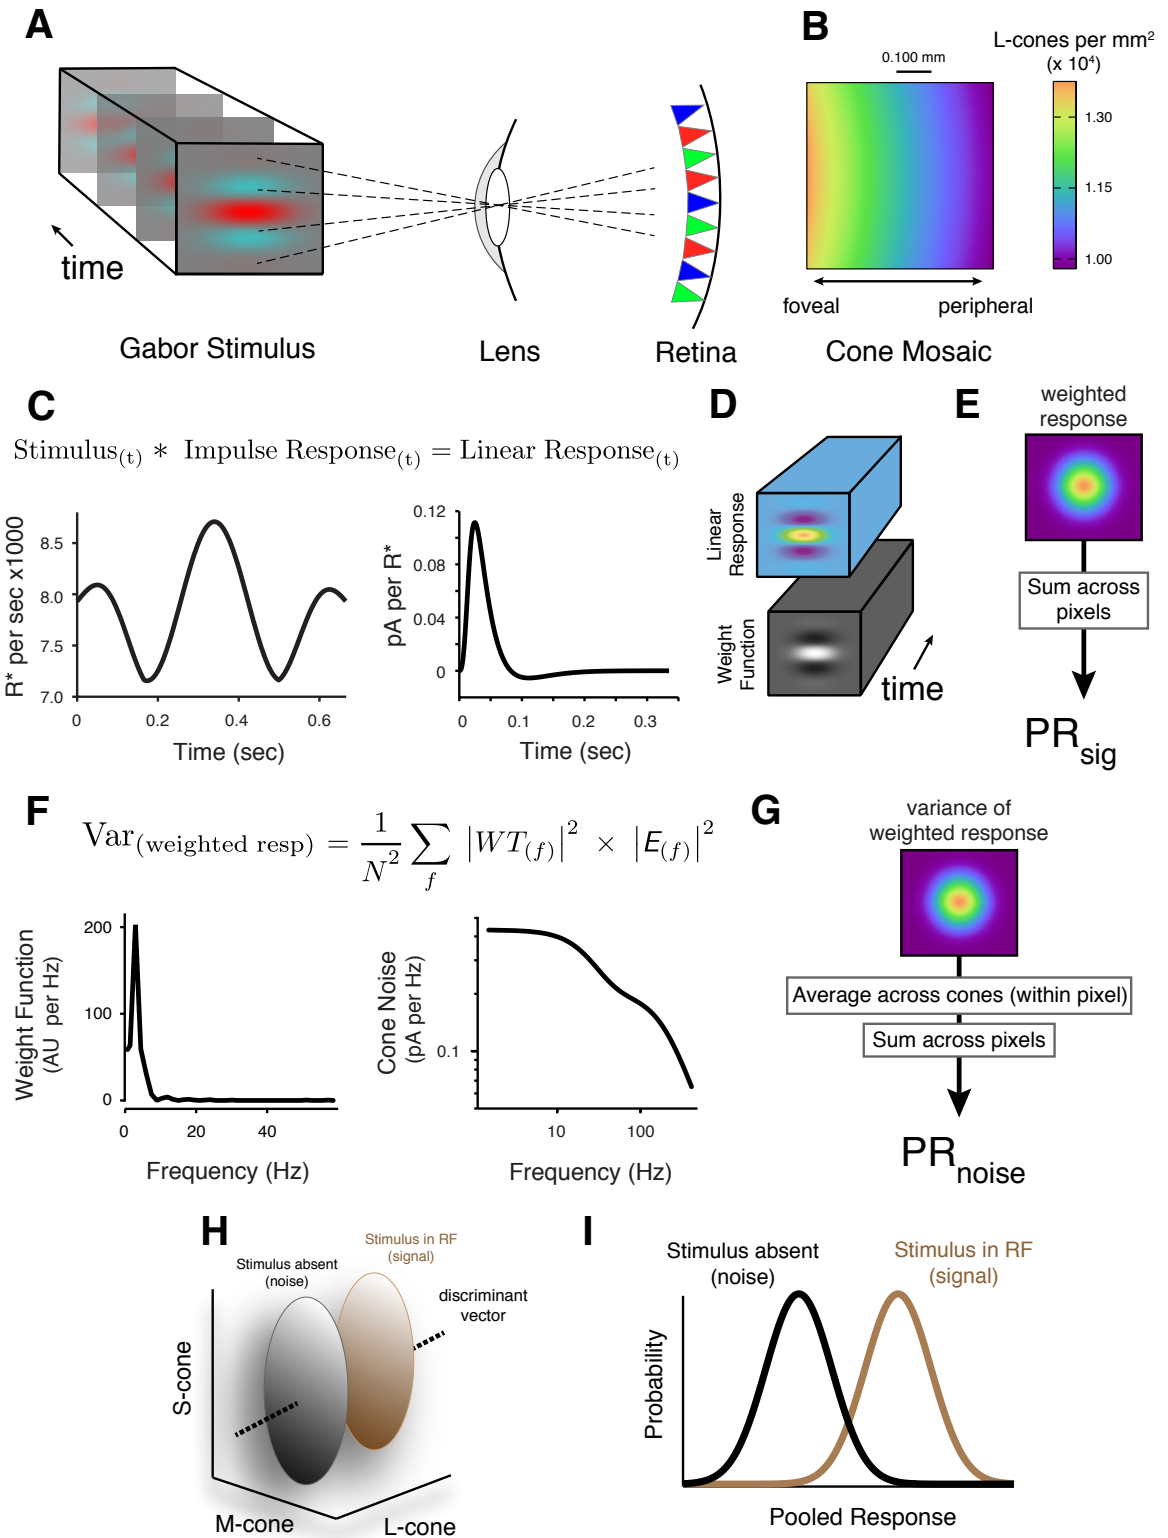 A
time
Gabor Stimulus
Lens
Retina
B
L-cones per mm²
(x 10⁴)
0.100 mm
1.30
1.15
1.00
foveal
peripheral
Cone Mosaic
C
Stimulus(t) * Impulse Response(t) = Linear Response(t)
R* per sec x1000
8.5
8.0
7.5
7.0
0
0.2
0.4
0.6
Time (sec)
pA per R*
0.12
0.08
0.04
0
0
0.1
0.2
0.3
Time (sec)
D
Linear
Response
Weight
Function
time
E
weighted
response
Sum across
pixels
PRsig
F
Var(weighted resp) = 1/N² ∑f |WT(f)|² × |E(f)|²
Weight Function
(AU per Hz)
200
100
0
0
20
40
Frequency (Hz)
Cone Noise
(pA per Hz)
0.1
10
100
Frequency (Hz)
G
variance of
weighted response
Average across cones (within pixel)
Sum across pixels
PRnoise
H
Stimulus absent
(noise)
Stimulus in RF
(signal)
discriminant
vector
S-cone
M-cone
L-cone
I
Stimulus absent
(noise)
Stimulus in RF
(signal)
Probability
Pooled Response